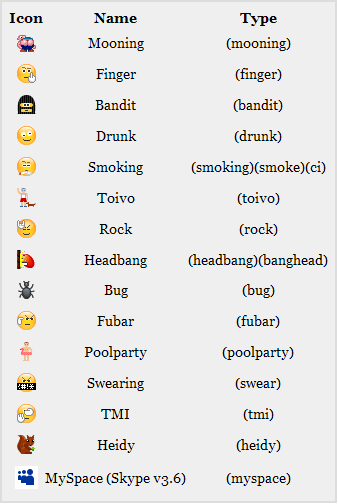 Icon Name Type
Mooning (mooning)
Finger (finger)
Bandit (bandit)
Drunk (drunk)
Smoking (smoking)(smoke)(ci)
Toivo (toivo)
Rock (rock)
Headbang (headbang)(banghead)
Bug (bug)
Fubar (fubar)
Poolparty (poolparty)
Swearing (swear)
TMI (tmi)
Heidy (heidy)
MySpace (Skype v3.6) (myspace)